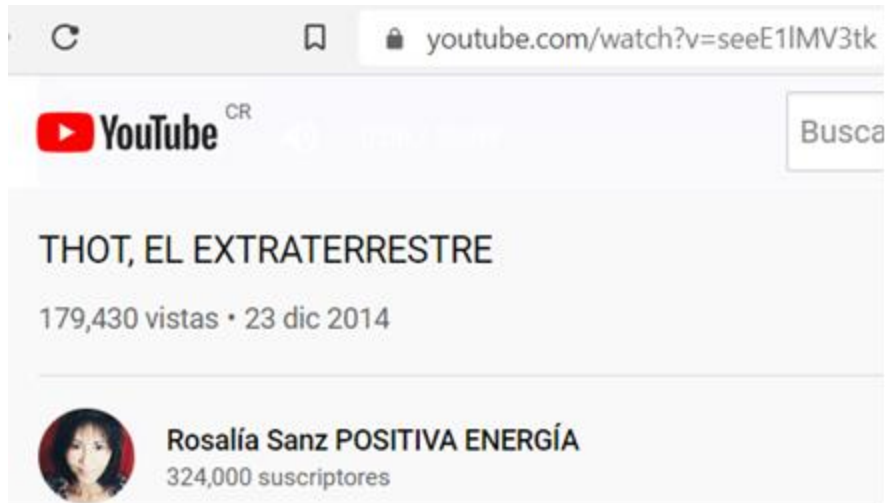 youtube.com/watch?v=seeE1lMV3tk
YouTube CR
Busca
THOT, EL EXTRATERRESTRE
179,430 vistas • 23 dic 2014
Rosalía Sanz POSITIVA ENERGÍA
324,000 suscriptores